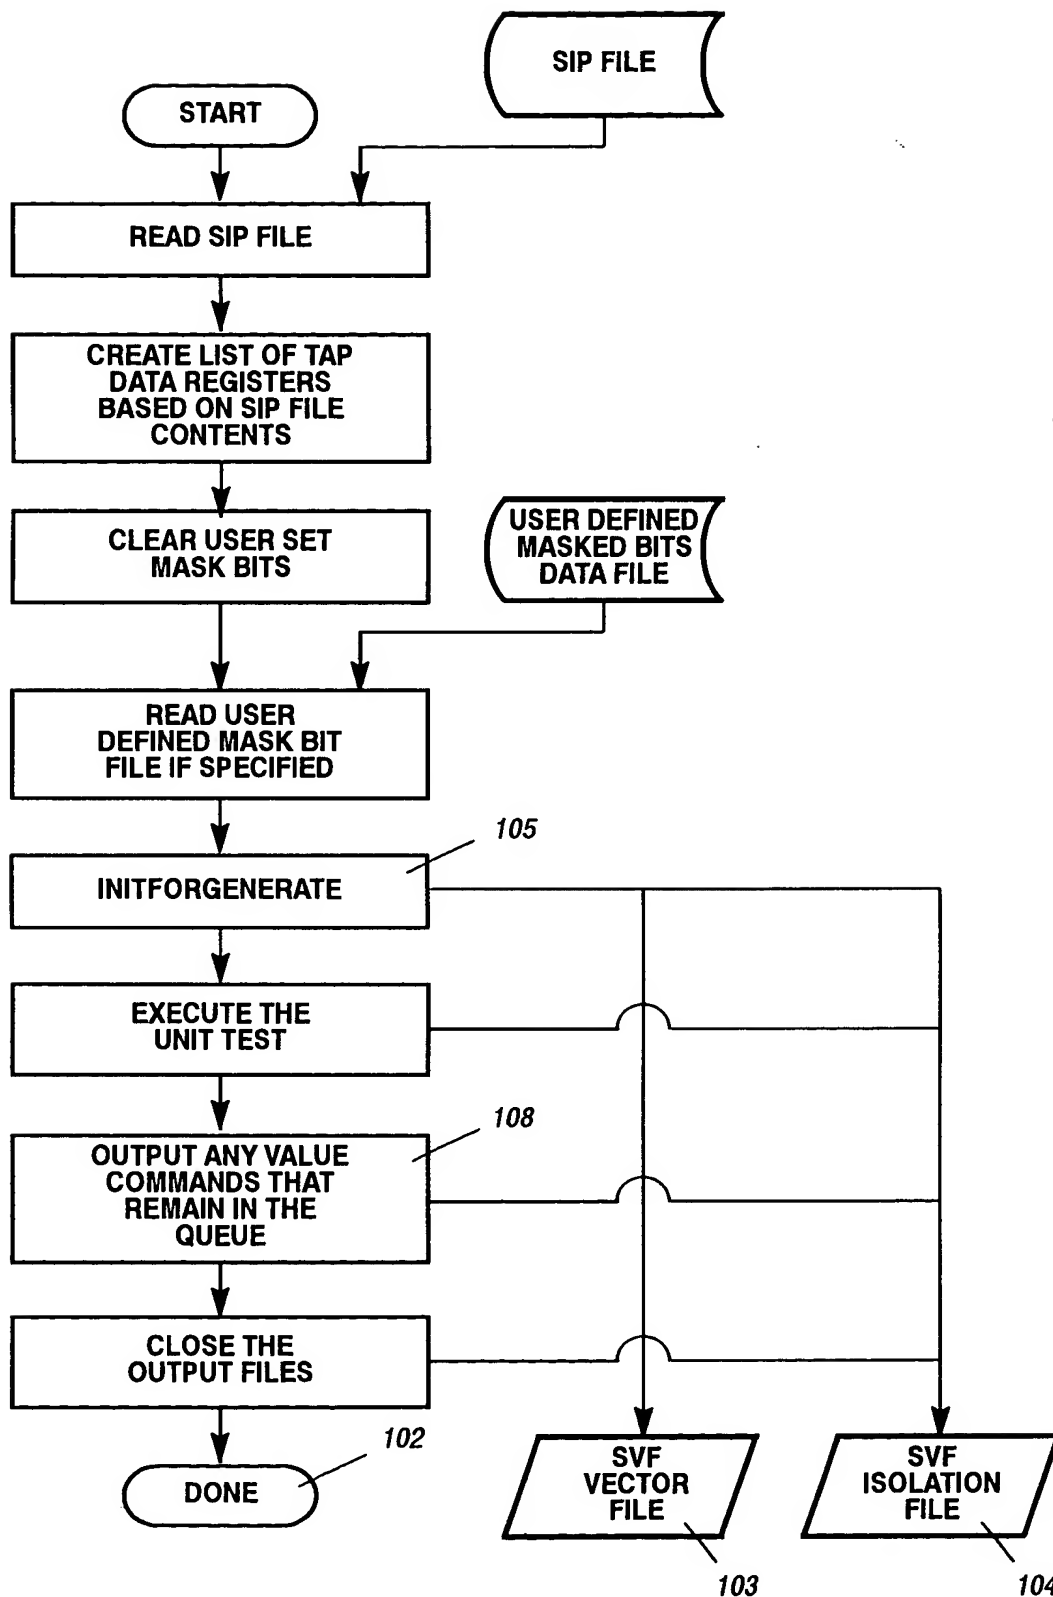 SIP FILE
START
READ SIP FILE
CREATE LIST OF TAP
DATA REGISTERS
BASED ON SIP FILE
CONTENTS
CLEAR USER SET
MASK BITS
USER DEFINED
MASKED BITS
DATA FILE
READ USER
DEFINED MASK BIT
FILE IF SPECIFIED
105
INITFORGENERATE
EXECUTE THE
UNIT TEST
108
OUTPUT ANY VALUE
COMMANDS THAT
REMAIN IN THE
QUEUE
CLOSE THE
OUTPUT FILES
102
DONE
SVF
VECTOR
FILE
103
SVF
ISOLATION
FILE
104